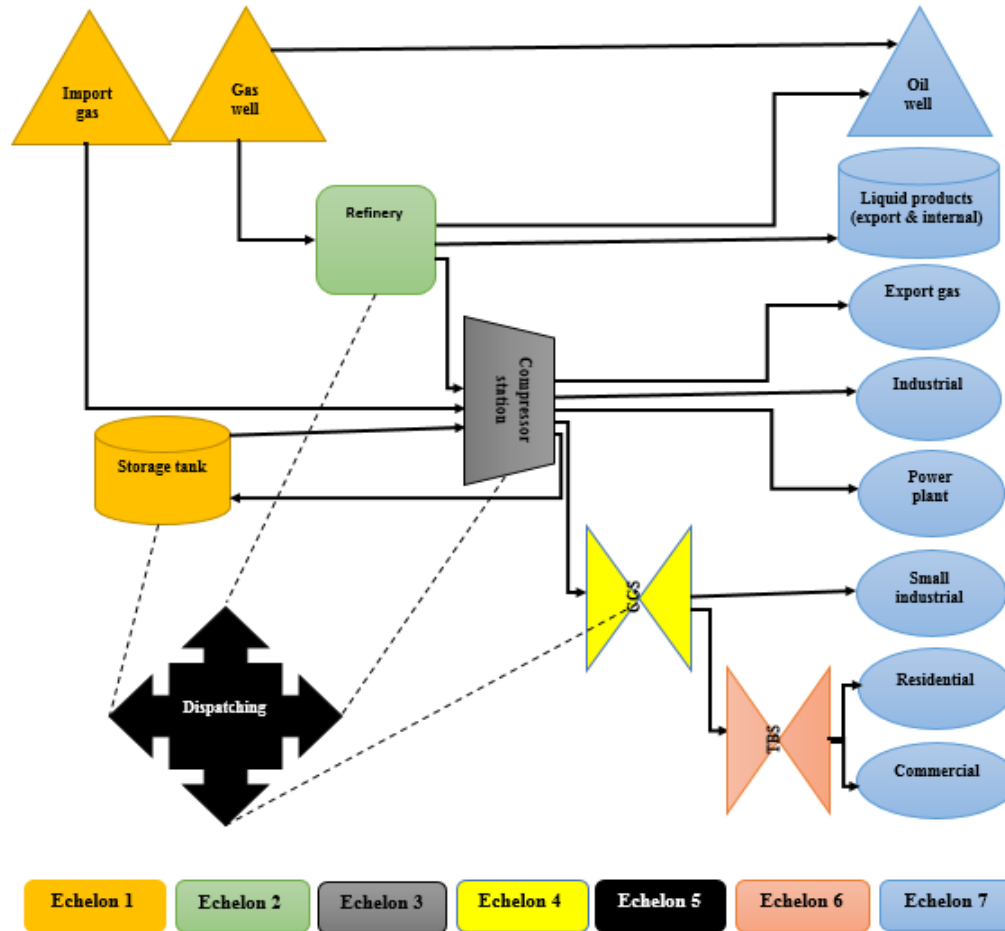 Import
gas
Gas
well
Oil
well
Refinery
Liquid products
(export & internal)
Export gas
Compressor
station
Industrial
Storage tank
Power
plant
CGS
Small
industrial
Dispatching
Residential
TBS
Commercial
Echelon 1
Echelon 2
Echelon 3
Echelon 4
Echelon 5
Echelon 6
Echelon 7